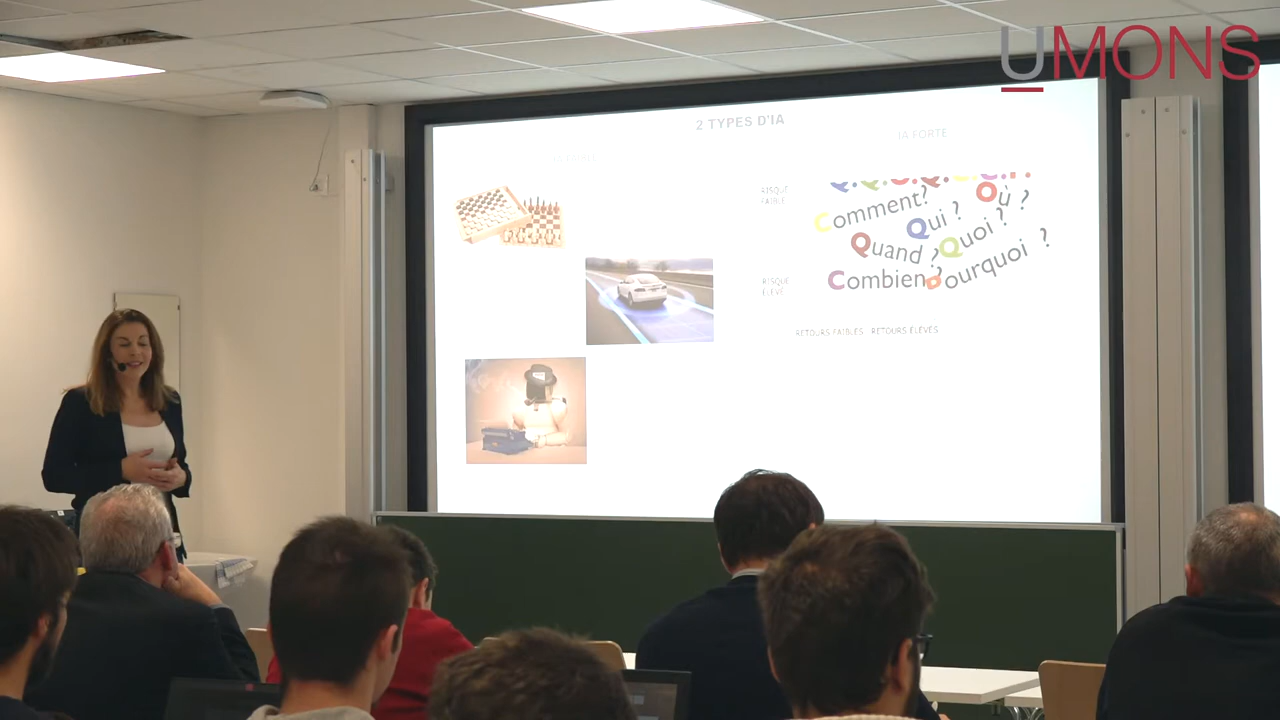 UMONS
2 TYPES D'IA
IA FORTE
RISQUE
FAIBLE
Comment?
Où ?
Qui ?
Quand ?
Quoi ?
Combien
Pourquoi ?
RISQUE
ÉLEVÉ
RETOURS FAIBLES RETOURS ÉLEVÉS